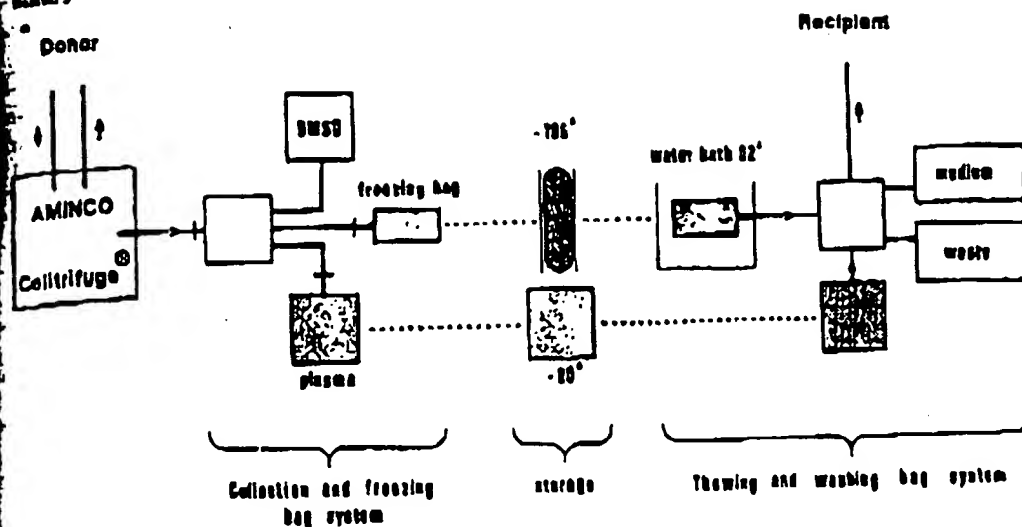 Donor
Recipient
DMSO
water bath
freezing bag
medium
AMINCO
Celltrifuge®
waste
plasma
-80°
Collection and freezing
bag system
storage
Thawing and washing bag system